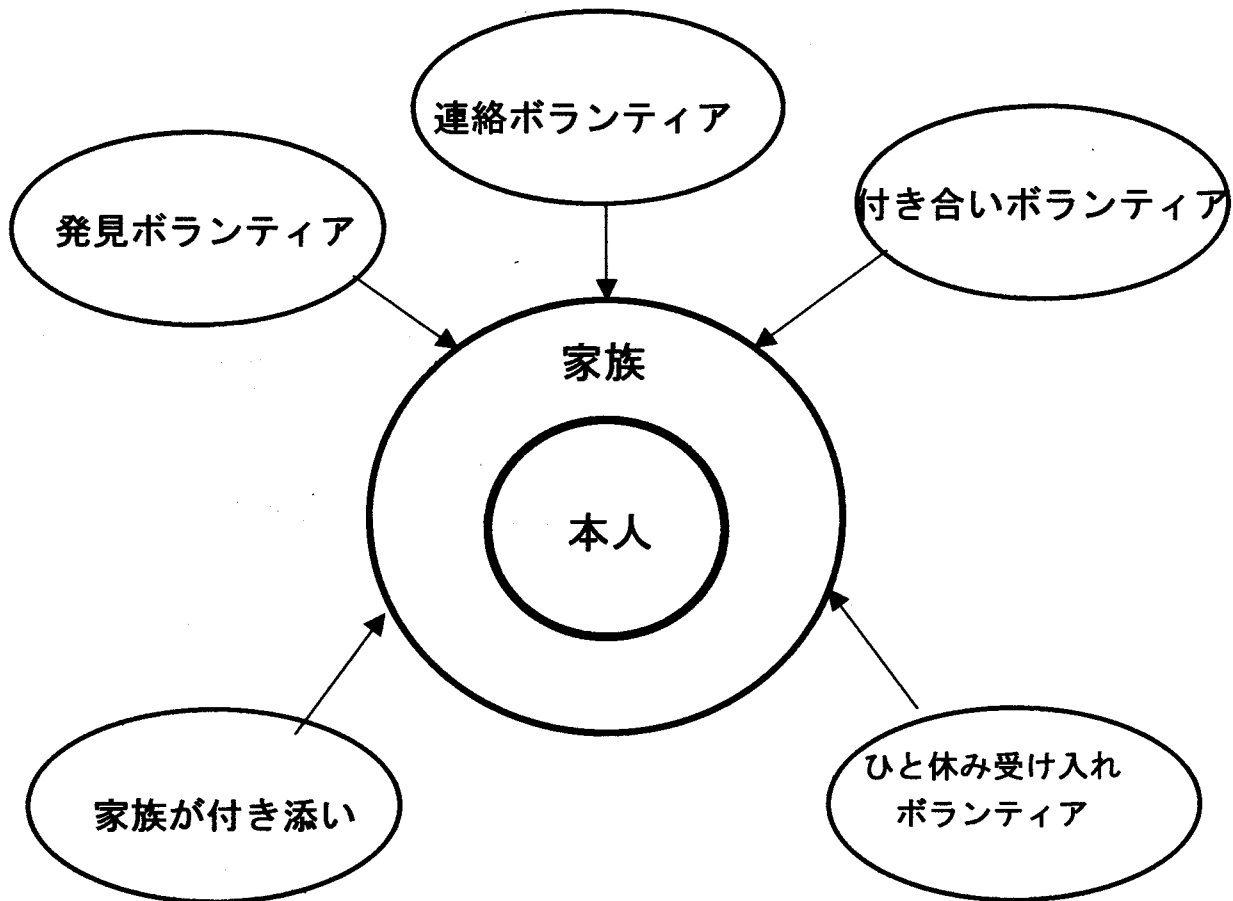 連絡ボランティア
発見ボランティア
付き合いボランティア
家族
本人
家族が付き添い
ひと休み受け入れ
ボランティア